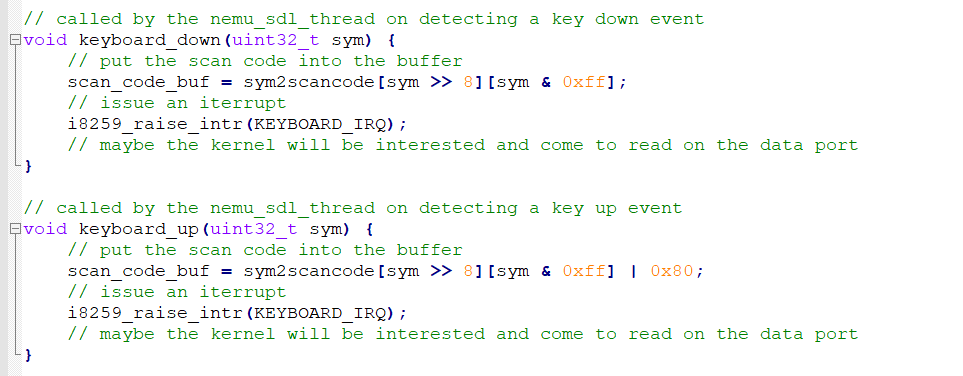 // called by the nemu_sdl_thread on detecting a key down event
void keyboard_down(uint32_t sym) {
// put the scan code into the buffer
scan_code_buf = sym2scancode[sym >> 8][sym & 0xff];
// issue an iterrupt
i8259_raise_intr(KEYBOARD_IRQ);
// maybe the kernel will be interested and come to read on the data port
}
// called by the nemu_sdl_thread on detecting a key up event
void keyboard_up(uint32_t sym) {
// put the scan code into the buffer
scan_code_buf = sym2scancode[sym >> 8][sym & 0xff] | 0x80;
// issue an iterrupt
i8259_raise_intr(KEYBOARD_IRQ);
// maybe the kernel will be interested and come to read on the data port
}